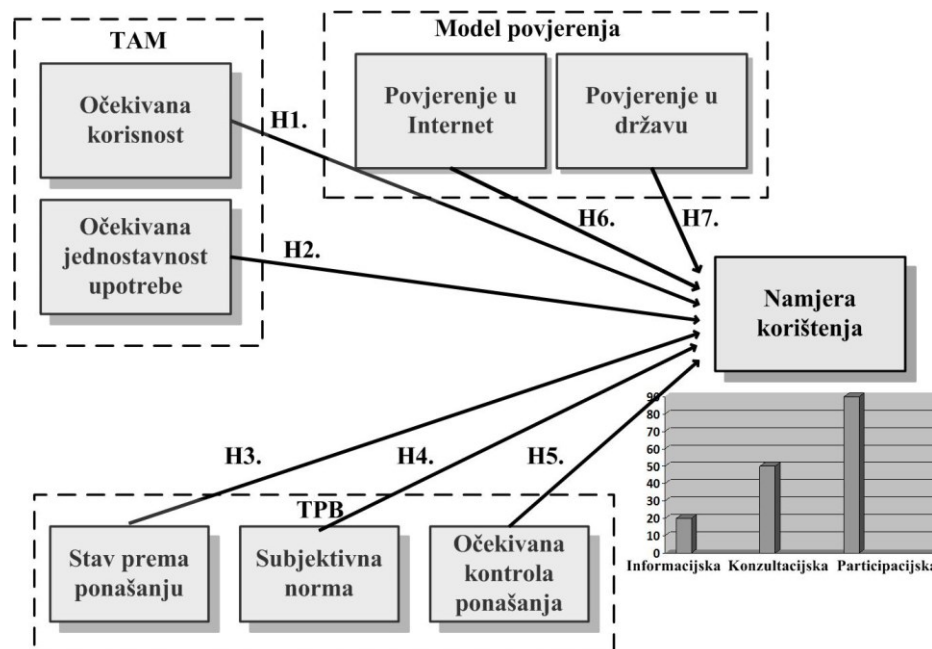 TAM
Očekivana
korisnost
Očekivana
jednostavnost
upotrebe
Model povjerenja
Povjerenje u
Internet
Povjerenje u
državu
H1.
H2.
H6.
H7.
Namjera
korištenja
H3.
H4.
H5.
TPB
Stav prema
ponašanju
Subjektivna
norma
Očekivana
kontrola
ponašanja
90
80
70
60
50
40
30
20
10
0
Informacijska Konzultacijska Participacijska